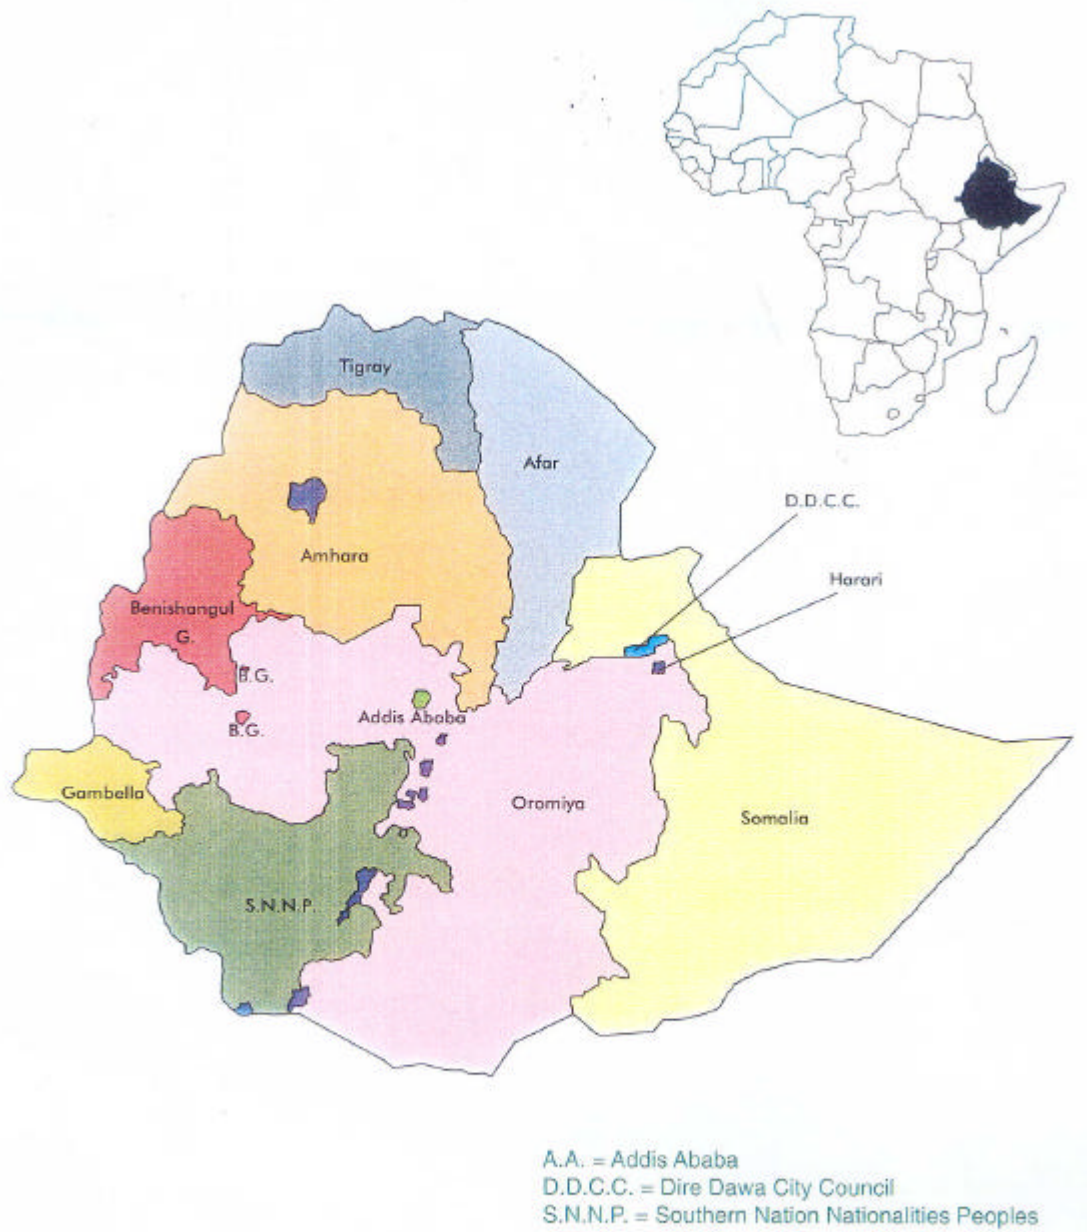 Tigray
Afar
D.D.C.C.
Amhara
Harari
Benishangul
G.
B.G.
Addis Ababa
B.G.
Gambella
Oromiya
Somalia
S.N.N.P.
A.A. = Addis Ababa
D.D.C.C. = Dire Dawa City Council
S.N.N.P. = Southern Nation Nationalities Peoples